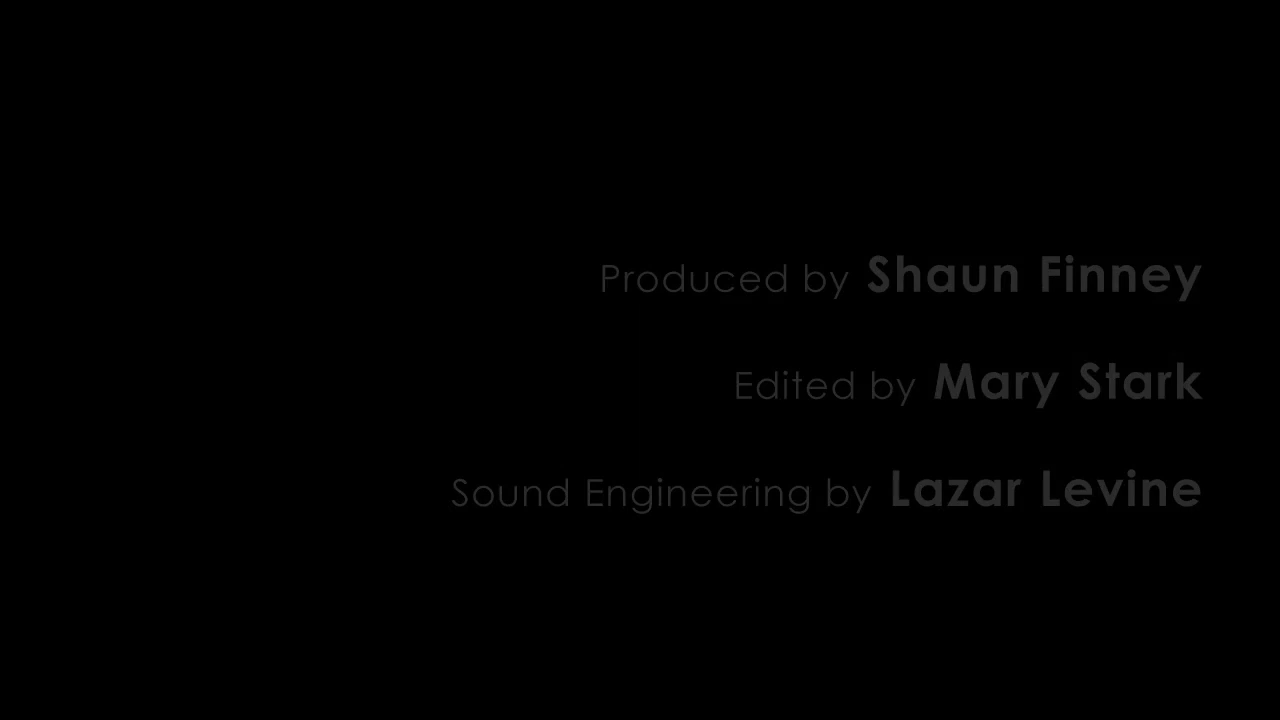 Produced by Shaun Finney
Edited by Mary Stark
Sound Engineering by Lazar Levine